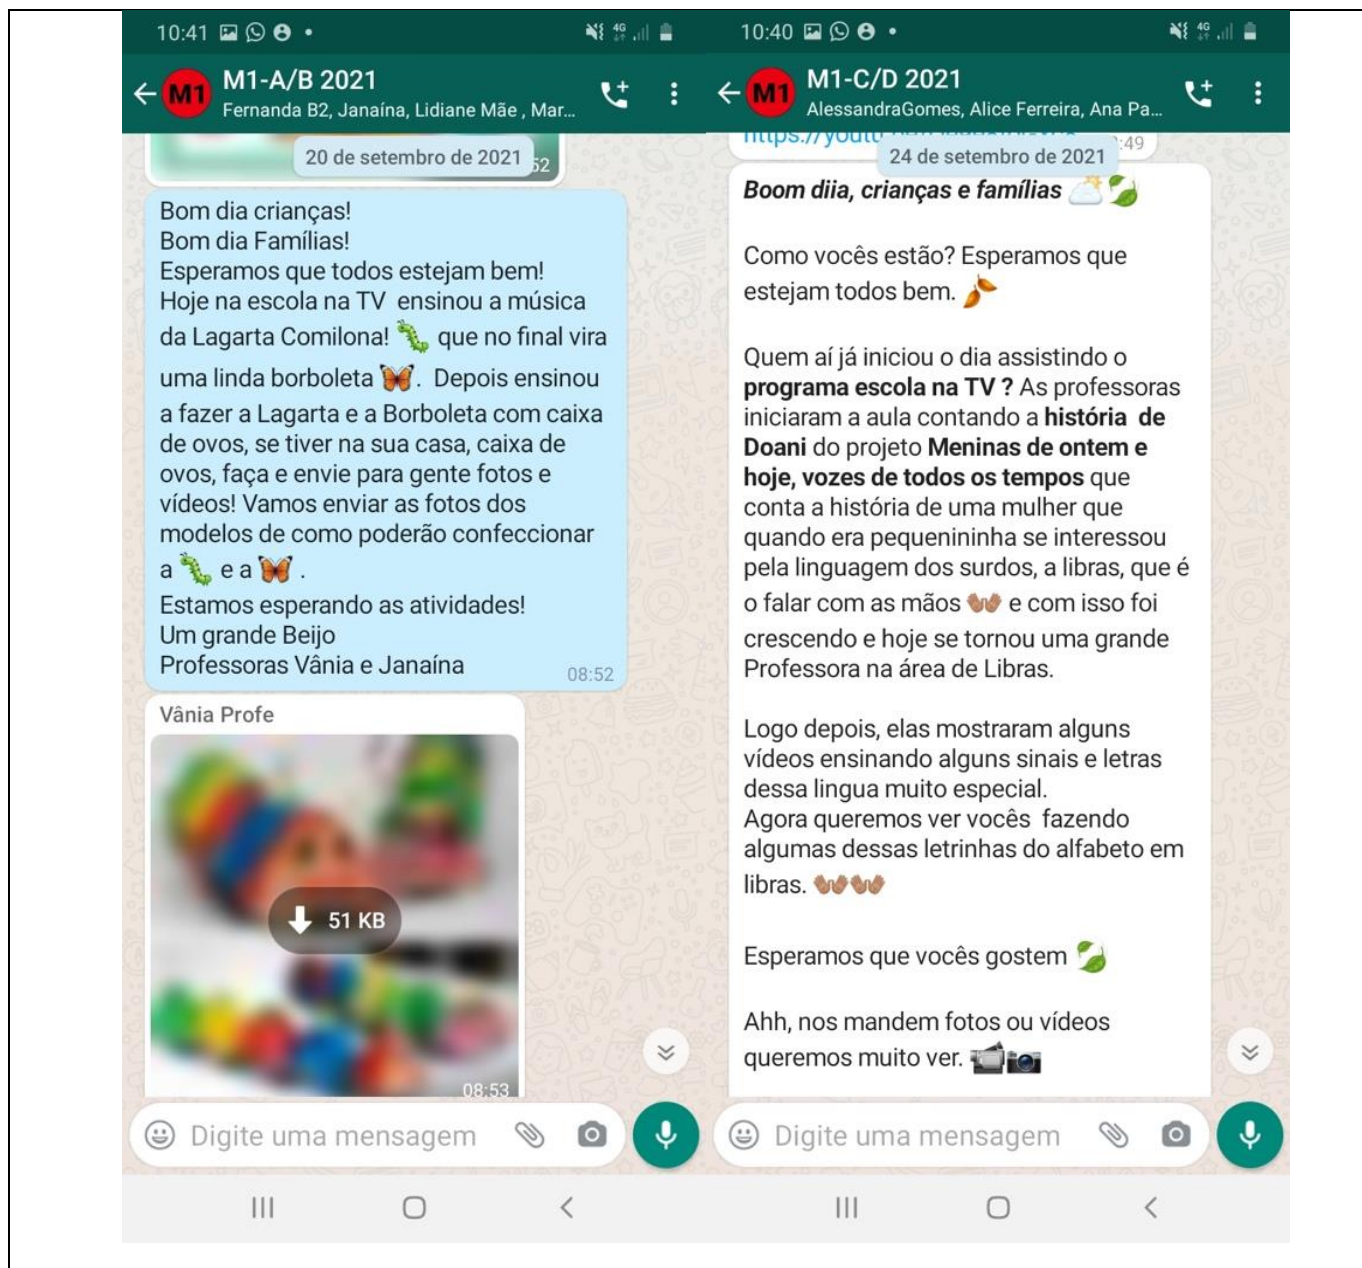 10:41
M1-A/B 2021
Fernanda B2, Janaína, Lidiane Mãe , Mar...
20 de setembro de 2021
52
Bom dia crianças!
Bom dia Famílias!
Esperamos que todos estejam bem!
Hoje na escola na TV ensinou a música
da Lagarta Comilona! 🐛 que no final vira
uma linda borboleta 🦋. Depois ensinou
a fazer a Lagarta e a Borboleta com caixa
de ovos, se tiver na sua casa, caixa de
ovos, faça e envie para gente fotos e
vídeos! Vamos enviar as fotos dos
modelos de como poderão confeccionar
a 🐛 e a 🦋 .
Estamos esperando as atividades!
Um grande Beijo
Professoras Vânia e Janaína
08:52
Vânia Profe
51 KB
08:53
Digite uma mensagem
10:40
4G
M1-C/D 2021
AlessandraGomes, Alice Ferreira, Ana Pa...
:49
24 de setembro de 2021
Boom diia, crianças e famílias 🌤🍃
Como vocês estão? Esperamos que
estejam todos bem. 🍂
Quem aí já iniciou o dia assistindo o
programa escola na TV ? As professoras
iniciaram a aula contando a história de
Doani do projeto Meninas de ontem e
hoje, vozes de todos os tempos que
conta a história de uma mulher que
quando era pequenininha se interessou
pela linguagem dos surdos, a libras, que é
o falar com as mãos 👐🏽 e com isso foi
crescendo e hoje se tornou uma grande
Professora na área de Libras.
Logo depois, elas mostraram alguns
vídeos ensinando alguns sinais e letras
dessa lingua muito especial.
Agora queremos ver vocês fazendo
algumas dessas letrinhas do alfabeto em
libras. 👐🏽👐🏽
Esperamos que vocês gostem 🍃
Ahh, nos mandem fotos ou vídeos
queremos muito ver. 📹📷
Digite uma mensagem